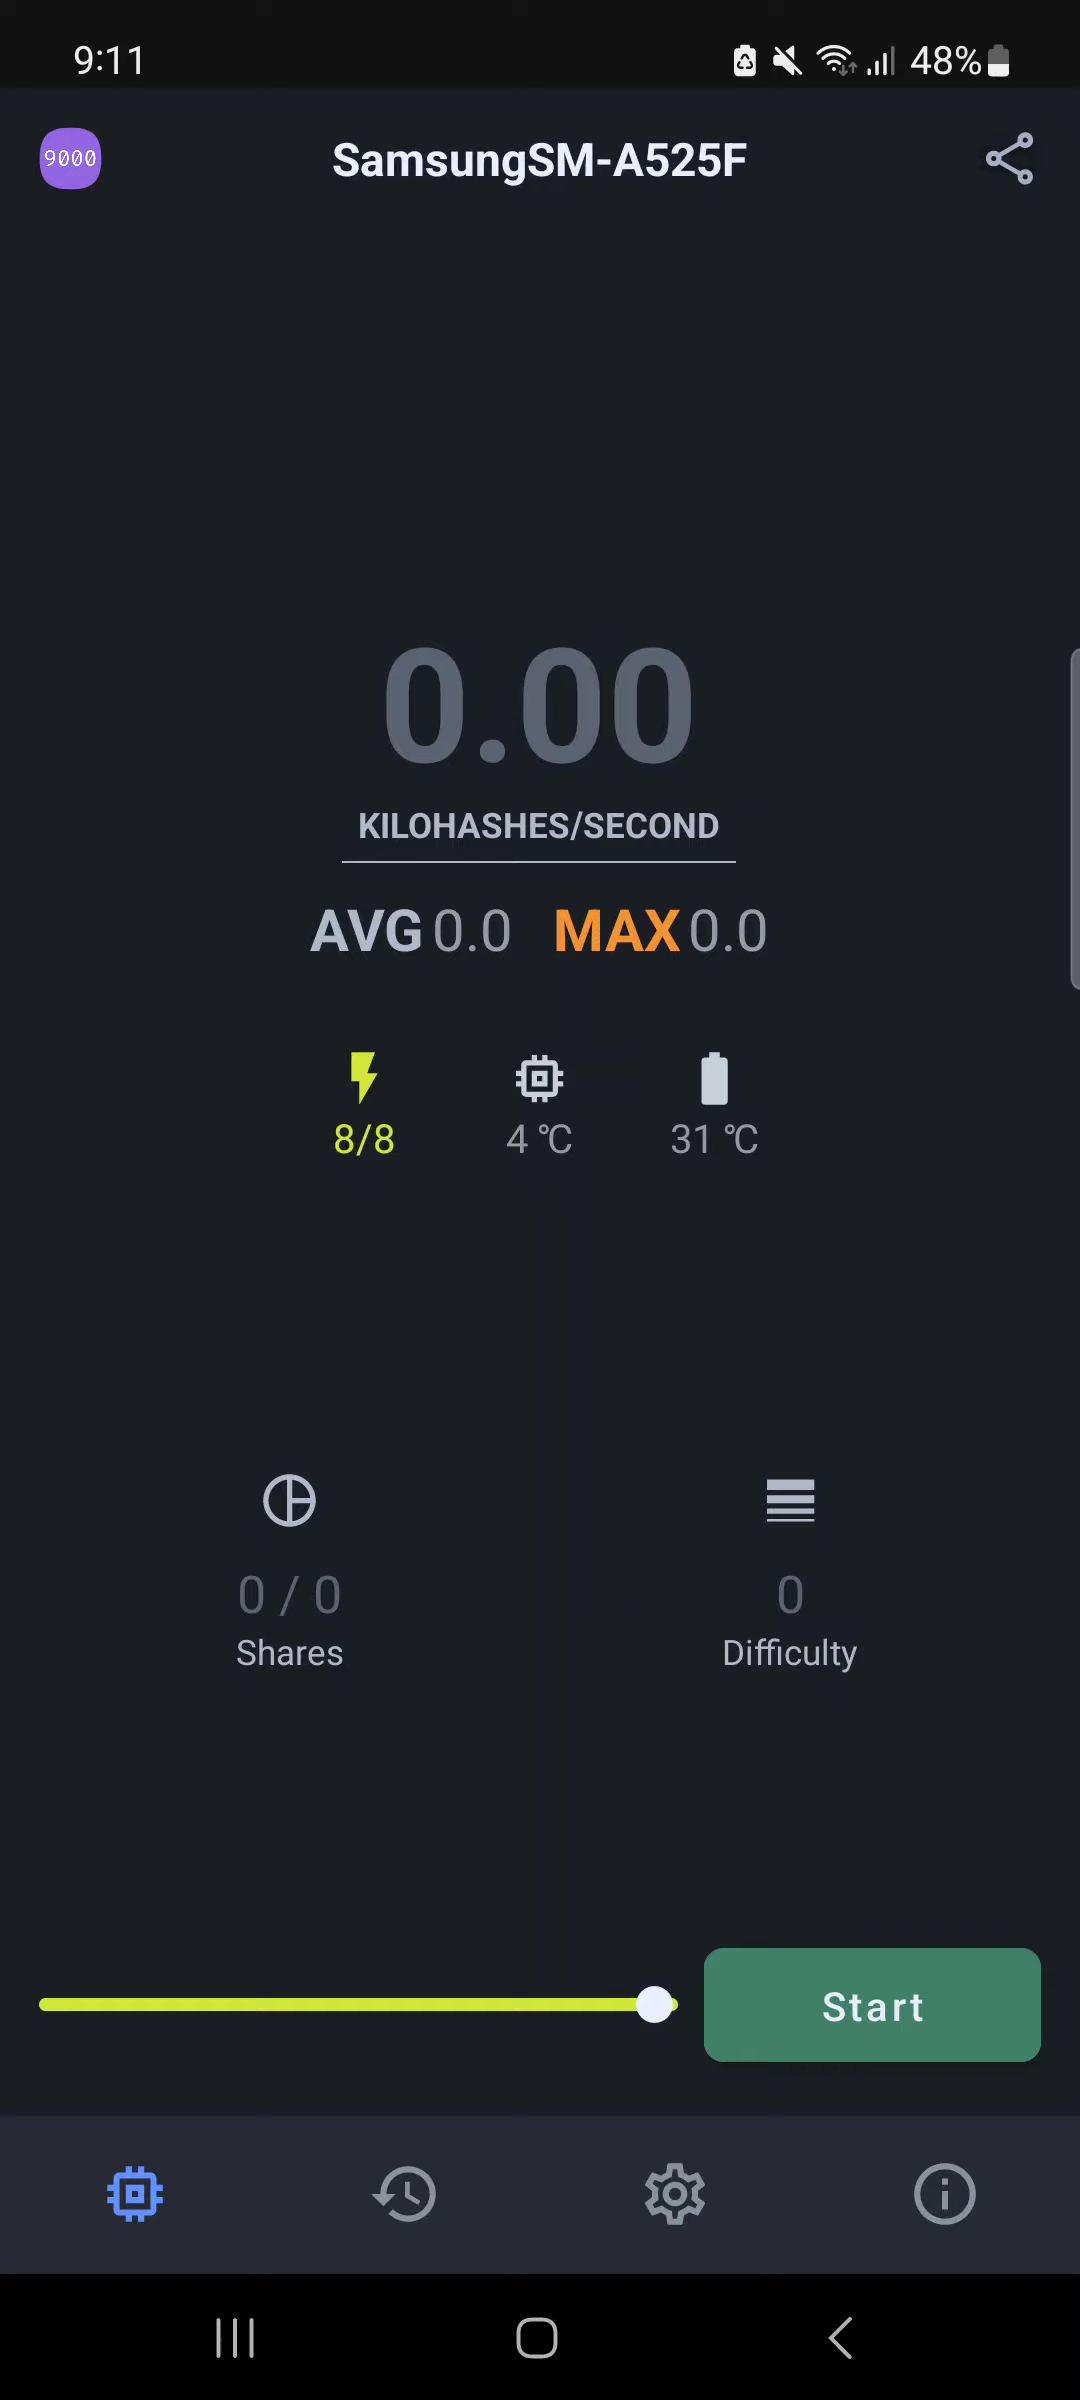 9:11
48%
9000
SamsungSM-A525F
0.00
KILOHASHES/SECOND
AVG 0.0 MAX 0.0
8/8
4 °C
31 °C
0 / 0
Shares
0
Difficulty
Start